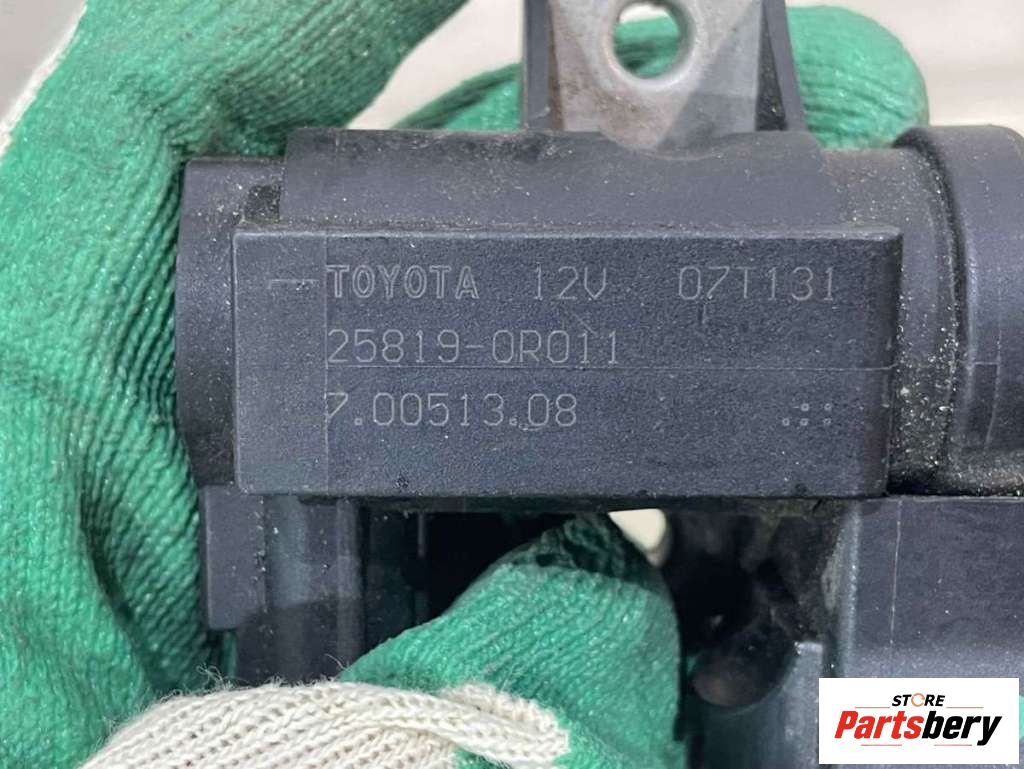 TOYOTA 12V 07T131
25819-0R011
7.00513.08
STORE
Partsbery